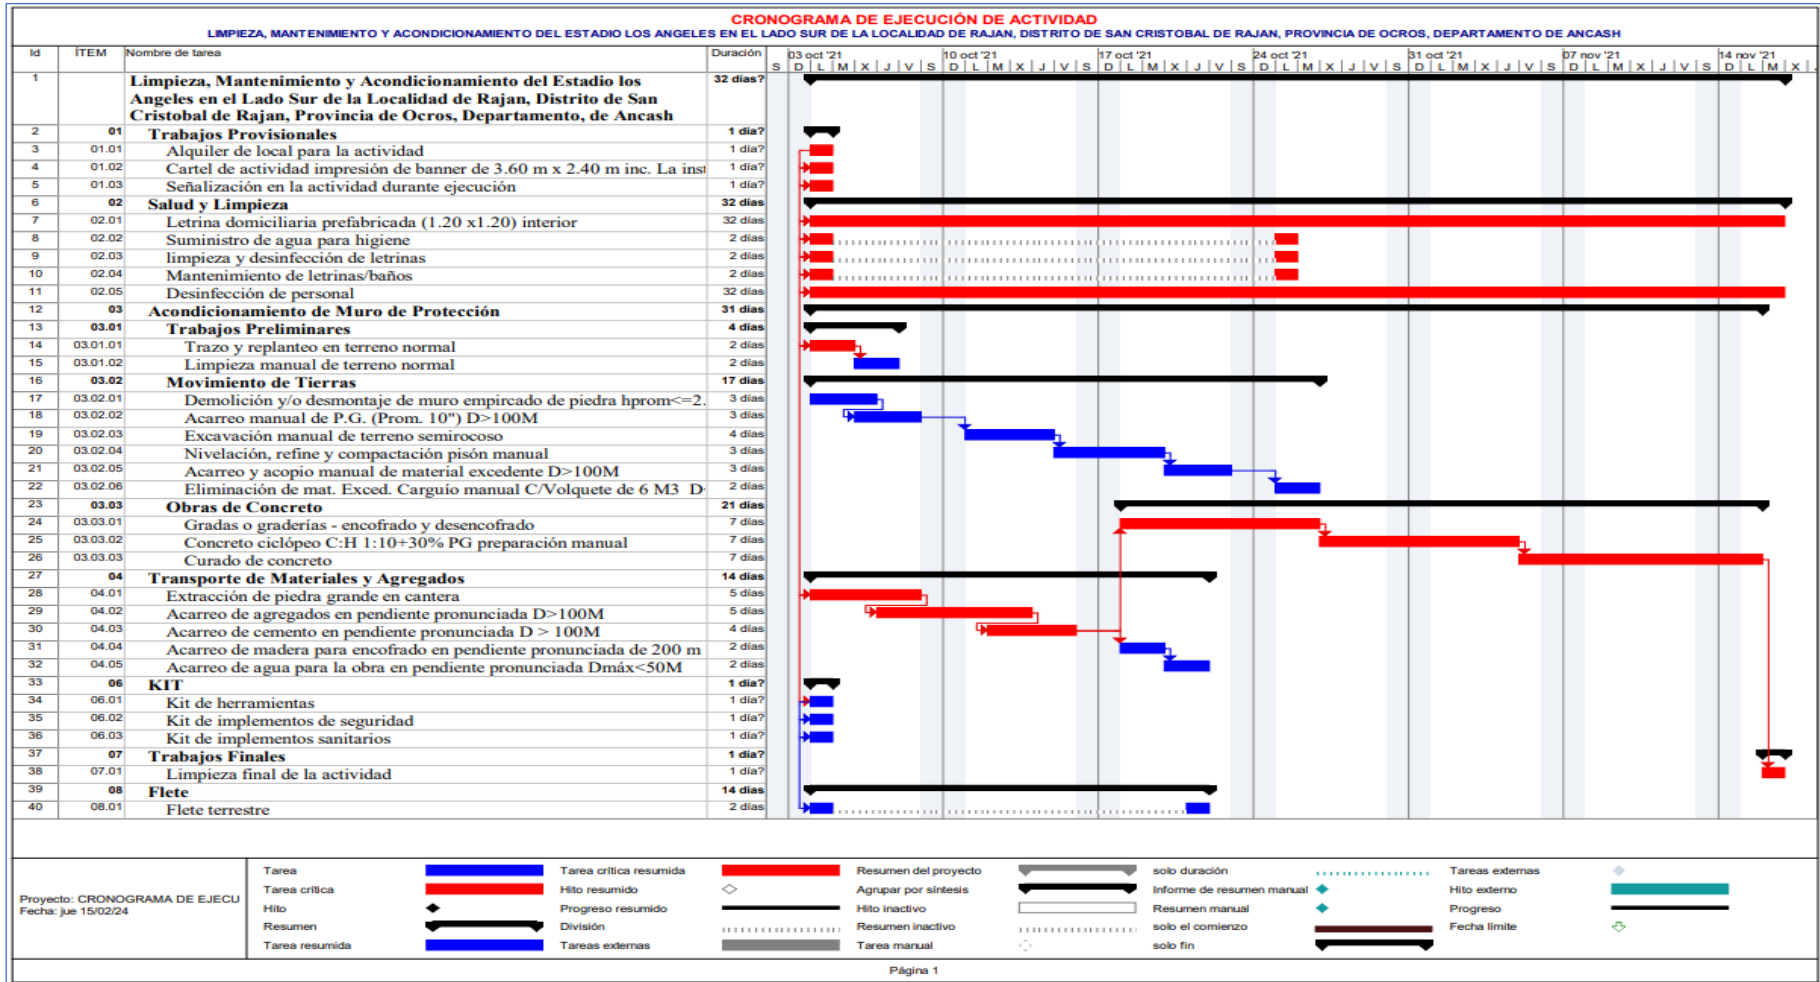 CRONOGRAMA DE EJECUCIÓN DE ACTIVIDAD
LIMPIEZA, MANTENIMIENTO Y ACONDICIONAMIENTO DEL ESTADIO LOS ANGELES EN EL LADO SUR DE LA LOCALIDAD DE RAJAN, DISTRITO DE SAN CRISTOBAL DE RAJAN, PROVINCIA DE OCROS, DEPARTAMENTO DE ANCASH
Id ÍTEM Nombre de tarea Duración 03 oct '21 10 oct '21 17 oct '21 24 oct '21 31 oct '21 07 nov '21 14 nov '21
S D L M X J V S D L M X J V S D L M X J V S D L M X J V S D L M X J V S D L M X J V S D L M X J
1 Limpieza, Mantenimiento y Acondicionamiento del Estadio los 32 días?
Angeles en el Lado Sur de la Localidad de Rajan, Distrito de San
Cristobal de Rajan, Provincia de Ocros, Departamento, de Ancash
2 01 Trabajos Provisionales 1 día?
3 01.01 Alquiler de local para la actividad 1 día?
4 01.02 Cartel de actividad impresión de banner de 3.60 m x 2.40 m inc. La inst 1 día?
5 01.03 Señalización en la actividad durante ejecución 1 día?
6 02 Salud y Limpieza 32 días
7 02.01 Letrina domiciliaria prefabricada (1.20 x1.20) interior 32 días
8 02.02 Suministro de agua para higiene 2 días
9 02.03 limpieza y desinfección de letrinas 2 días
10 02.04 Mantenimiento de letrinas/baños 2 días
11 02.05 Desinfección de personal 32 días
12 03 Acondicionamiento de Muro de Protección 31 días
13 03.01 Trabajos Preliminares 4 días
14 03.01.01 Trazo y replanteo en terreno normal 2 días
15 03.01.02 Limpieza manual de terreno normal 2 días
16 03.02 Movimiento de Tierras 17 días
17 03.02.01 Demolición y/o desmontaje de muro empircado de piedra hprom<=2. 3 días
18 03.02.02 Acarreo manual de P.G. (Prom. 10") D>100M 3 días
19 03.02.03 Excavación manual de terreno semirocoso 4 días
20 03.02.04 Nivelación, refine y compactación pisón manual 3 días
21 03.02.05 Acarreo y acopio manual de material excedente D>100M 3 días
22 03.02.06 Eliminación de mat. Exced. Carguío manual C/Volquete de 6 M3 D 2 días
23 03.03 Obras de Concreto 21 días
24 03.03.01 Gradas o graderías - encofrado y desencofrado 7 días
25 03.03.02 Concreto ciclópeo C:H 1:10+30% PG preparación manual 7 días
26 03.03.03 Curado de concreto 7 días
27 04 Transporte de Materiales y Agregados 14 días
28 04.01 Extracción de piedra grande en cantera 5 días
29 04.02 Acarreo de agregados en pendiente pronunciada D>100M 5 días
30 04.03 Acarreo de cemento en pendiente pronunciada D > 100M 4 días
31 04.04 Acarreo de madera para encofrado en pendiente pronunciada de 200 m 2 días
32 04.05 Acarreo de agua para la obra en pendiente pronunciada Dmáx<50M 2 días
33 06 KIT 1 día?
34 06.01 Kit de herramientas 1 día?
35 06.02 Kit de implementos de seguridad 1 día?
36 06.03 Kit de implementos sanitarios 1 día?
37 07 Trabajos Finales 1 día?
38 07.01 Limpieza final de la actividad 1 día?
39 08 Flete 14 días
40 08.01 Flete terrestre 2 días
Proyecto: CRONOGRAMA DE EJECU
Fecha: jue 15/02/24
Tarea Tarea crítica resumida Resumen del proyecto solo duración Tareas externas
Tarea crítica Hito resumido Agrupar por síntesis Informe de resumen manual Hito externo
Hito Progreso resumido Hito inactivo Resumen manual Progreso
Resumen División Resumen inactivo solo el comienzo Fecha límite
Tarea resumida Tareas externas Tarea manual solo fin
Página 1